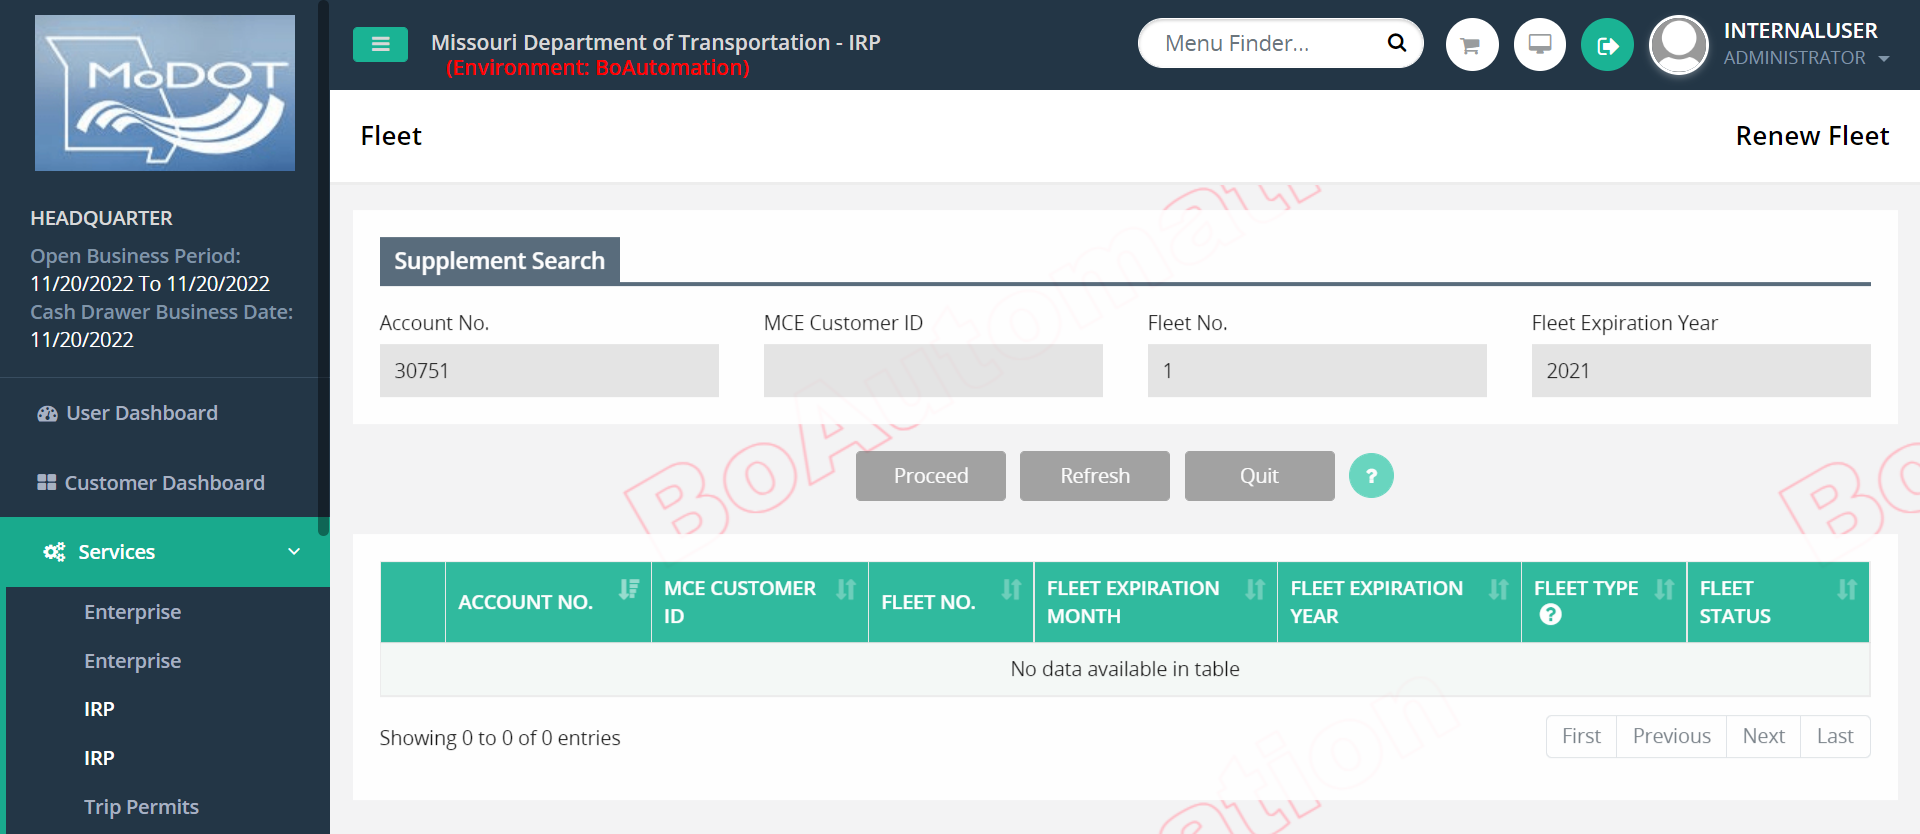 MoDOT
HEADQUARTER
Open Business Period:
11/20/2022 To 11/20/2022
Cash Drawer Business Date:
11/20/2022
User Dashboard
Customer Dashboard
Services
Enterprise
Enterprise
IRP
IRP
Trip Permits
Missouri Department of Transportation - IRP
(Environment: BoAutomation)
Menu Finder...
INTERNALUSER
ADMINISTRATOR
Fleet
Renew Fleet
Supplement Search
Account No.
MCE Customer ID
Fleet No.
Fleet Expiration Year
30751
1
2021
Proceed
Refresh
Quit
?
ACCOUNT NO.
MCE CUSTOMER
ID
FLEET NO.
FLEET EXPIRATION
MONTH
FLEET EXPIRATION
YEAR
FLEET TYPE
?
FLEET
STATUS
No data available in table
Showing 0 to 0 of 0 entries
First
Previous
Next
Last
BoAutomati
Bo
ation